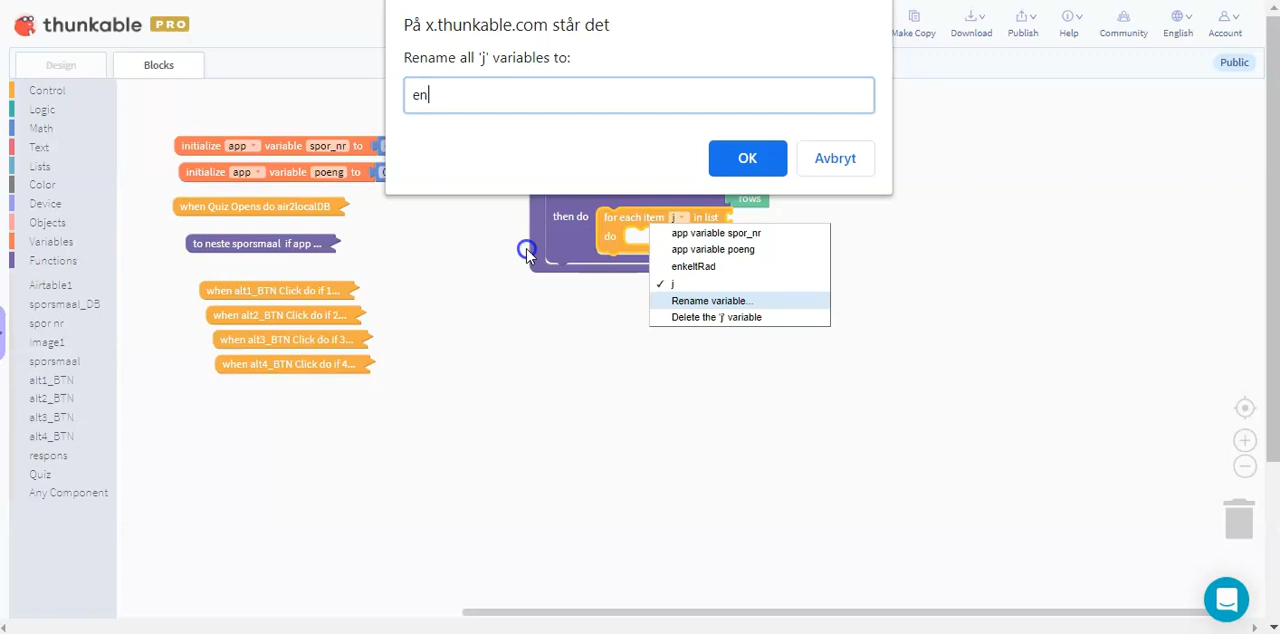 thunkable PRO
På x.thunkable.com står det
Rename all 'j' variables to:
en
OK
Avbryt
Make Copy
Download
Publish
Help
Community
English
Account
Design
Blocks
Public
Control
Logic
Math
Text
Lists
Color
Device
Objects
Variables
Functions
Airtable1
sporsmaal_DB
spor nr
image1
sporsmaal
alt1_BTN
alt2_BTN
alt3_BTN
alt4_BTN
respons
Quiz
Any Component
initialize app variable spor_nr to
initialize app variable poeng to
when Quiz Opens do air2localDB
to neste sporsmaal if app ...
when alt1_BTN Click do if 1...
when alt2_BTN Click do if 2...
when alt3_BTN Click do if 3...
when alt4_BTN Click do if 4...
rows
then do
for each item j in list
do
app variable spor_nr
app variable poeng
enkeltRad
✓ j
Rename variable...
Delete the 'j' variable